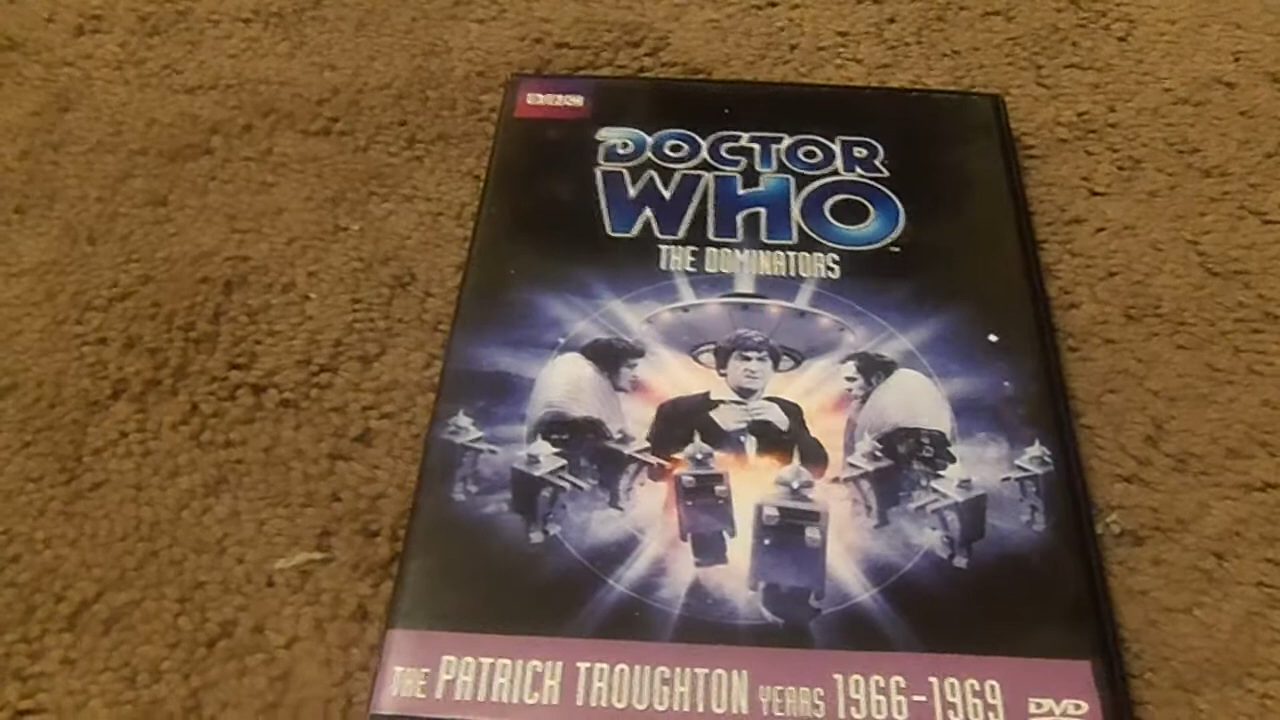 BBC
DOCTOR
WHO
THE DOMINATORS
THE PATRICK TROUGHTON YEARS 1966-1969
DVD